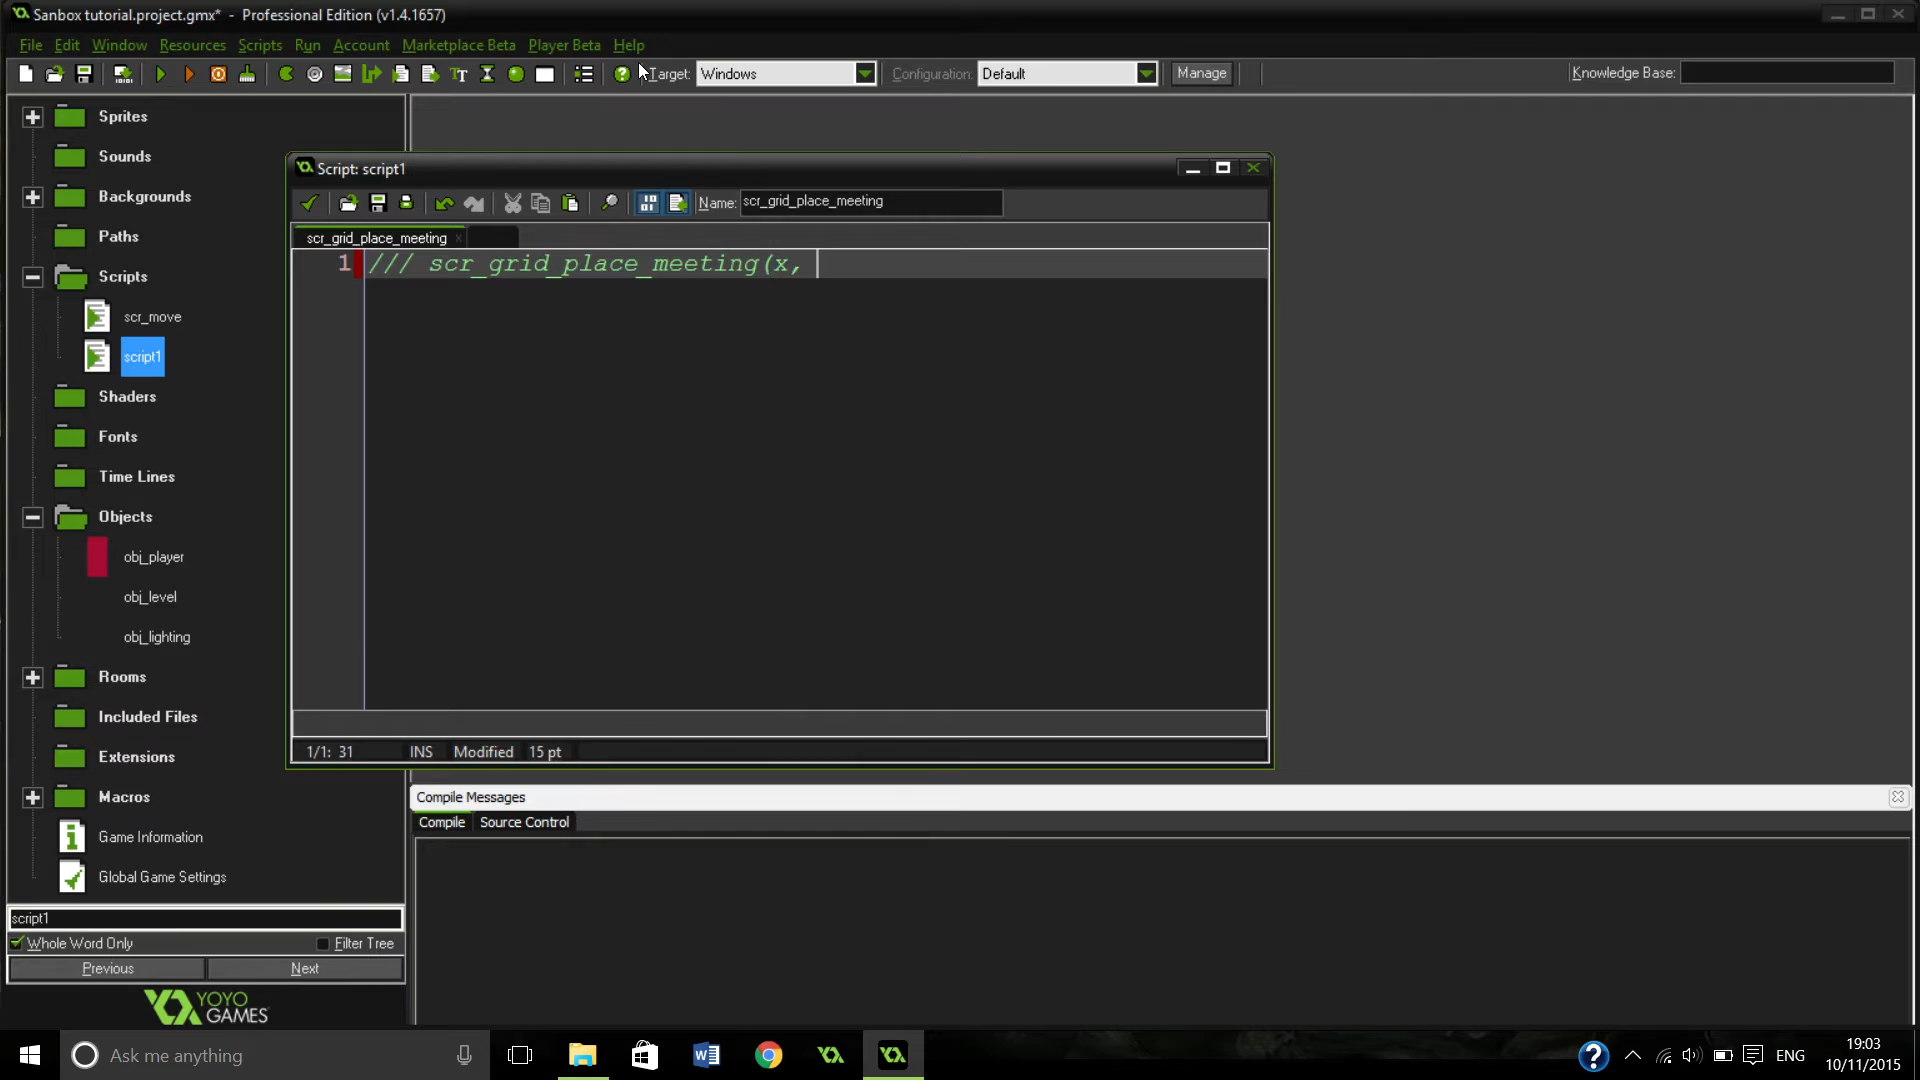 Sanbox tutorial.project.gmx* - Professional Edition (v1.4.1657)
File Edit Window Resources Scripts Run Account Marketplace Beta Player Beta Help
Target: Windows Configuration: Default Manage Knowledge Base:
Sprites
Sounds
Backgrounds
Paths
Scripts
scr_move
script1
Shaders
Fonts
Time Lines
Objects
obj_player
obj_level
obj_lighting
Rooms
Included Files
Extensions
Macros
Game Information
Global Game Settings
script1
Whole Word Only Filter Tree
Previous Next
YOYO
GAMES
Script: script1
Name: scr_grid_place_meeting
scr_grid_place_meeting
1 /// scr_grid_place_meeting(x,
1/1: 31 INS Modified 15 pt
Compile Messages
Compile Source Control
Ask me anything
ENG
19:03
10/11/2015